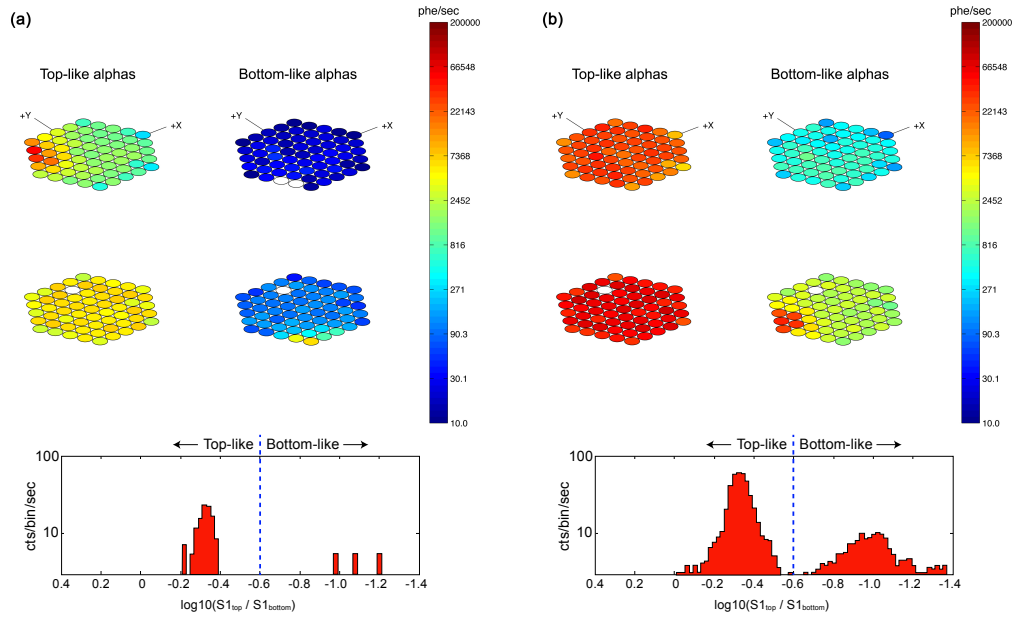 (a)
phe/sec
200000
Top-like alphas
Bottom-like alphas
66548
+Y
+X
+Y
+X
22143
7368
2452
816
271
90.3
30.1
10.0
Top-like
Bottom-like
100
10
cts/bin/sec
0.4 0.2 0 -0.2 -0.4 -0.6 -0.8 -1.0 -1.2 -1.4
log10(S1top / S1bottom)
(b)
phe/sec
200000
Top-like alphas
Bottom-like alphas
66548
+Y
+X
+Y
+X
22143
7368
2452
816
271
90.3
30.1
10.0
Top-like
Bottom-like
100
10
cts/bin/sec
0.4 0.2 0 -0.2 -0.4 -0.6 -0.8 -1.0 -1.2 -1.4
log10(S1top / S1bottom)